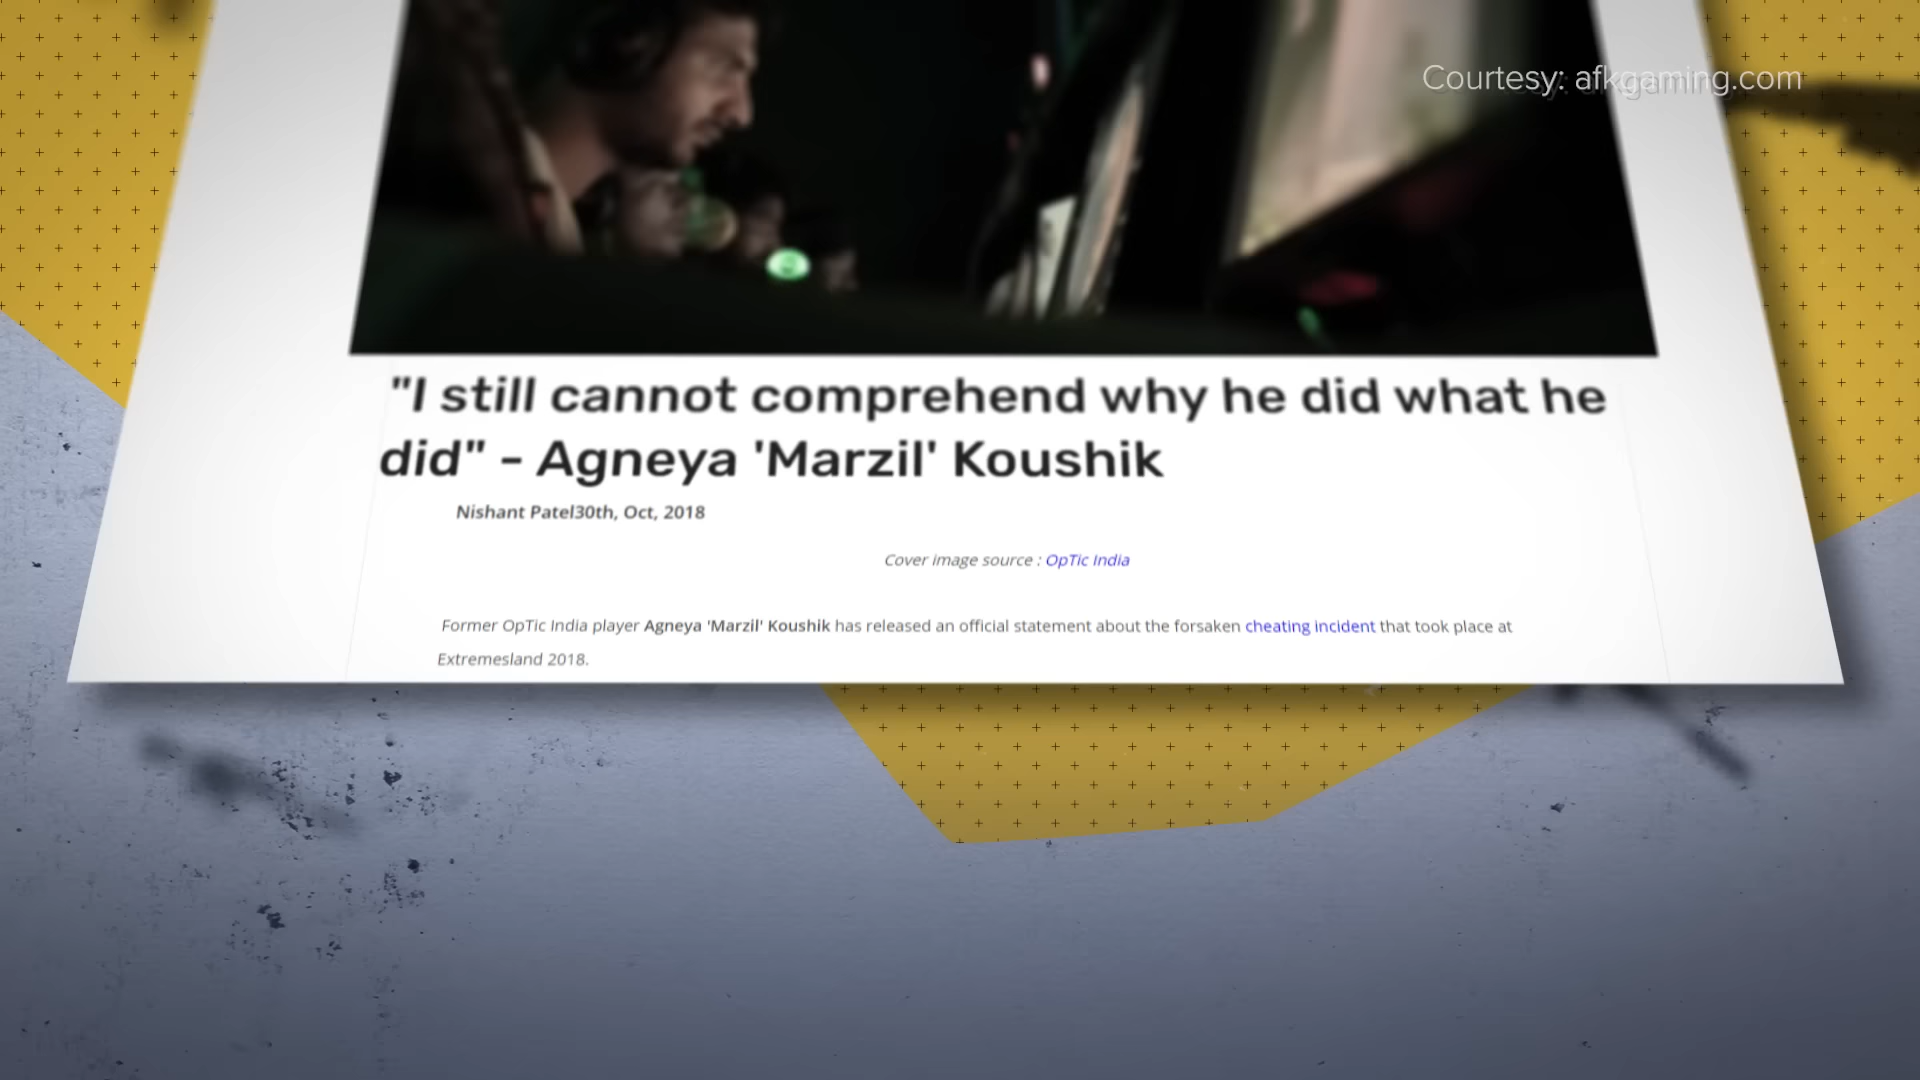 Courtesy: afkgaming.com
"I still cannot comprehend why he did what he
did" - Agneya 'Marzil' Koushik
Nishant Patel30th, Oct, 2018
Cover image source : OpTic India
Former OpTic India player Agneya 'Marzil' Koushik has released an official statement about the forsaken cheating incident that took place at
Extremesland 2018.